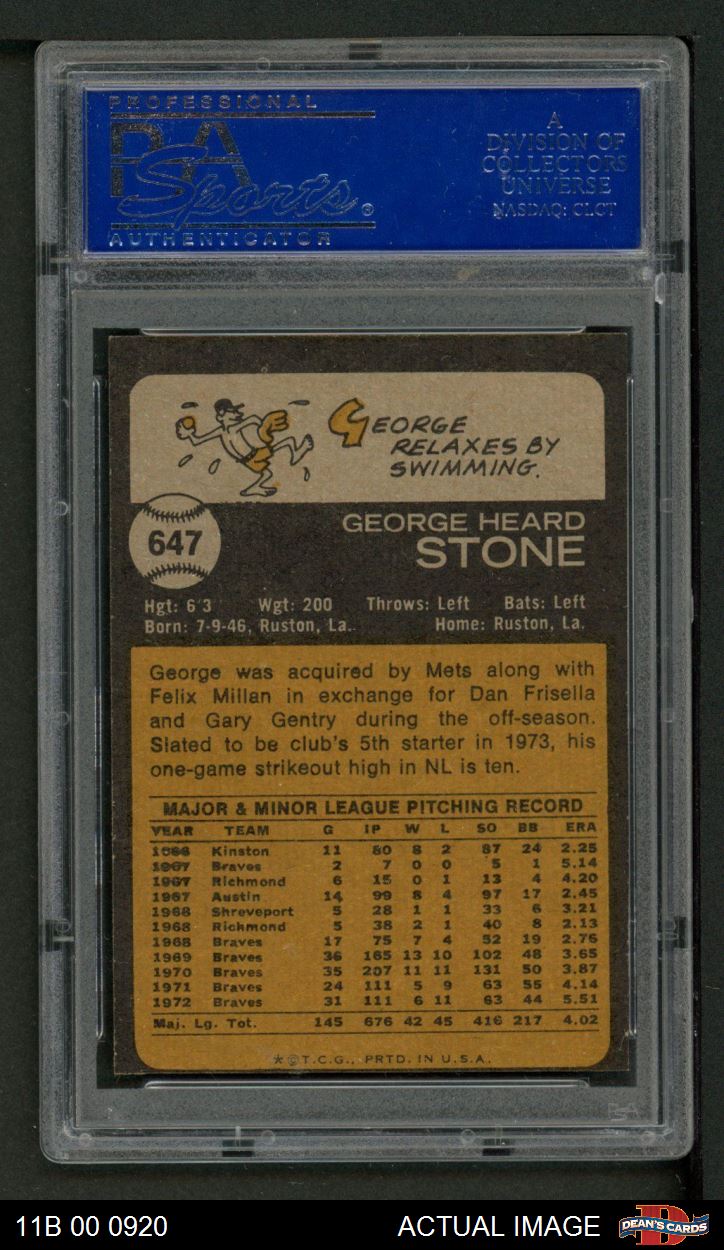 PROFESSIONAL
PSA
Sports ®
AUTHENTICATOR
A
DIVISION OF
COLLECTORS
UNIVERSE
NASDAQ: CLCT
GEORGE
RELAXES BY
SWIMMING.
647
GEORGE HEARD
STONE
Hgt: 6'3 Wgt: 200 Throws: Left Bats: Left
Born: 7-9-46, Ruston, La. Home: Ruston, La.
George was acquired by Mets along with
Felix Millan in exchange for Dan Frisella
and Gary Gentry during the off-season.
Slated to be club's 5th starter in 1973, his
one-game strikeout high in NL is ten.
MAJOR & MINOR LEAGUE PITCHING RECORD
YEAR TEAM G IP W L SO BB ERA
1966 Kinston 11 80 8 2 87 24 2.25
1967 Braves 2 7 0 0 5 1 5.14
1967 Richmond 6 15 0 1 13 4 4.20
1967 Austin 14 99 8 4 97 17 2.45
1968 Shreveport 5 28 1 1 33 6 3.21
1968 Richmond 5 38 2 1 40 8 2.13
1968 Braves 17 75 7 4 52 19 2.76
1969 Braves 36 165 13 10 102 48 3.65
1970 Braves 35 207 11 11 131 50 3.87
1971 Braves 24 111 5 9 63 55 4.14
1972 Braves 31 111 6 11 63 44 5.51
Maj. Lg. Tot. 145 676 42 45 416 217 4.02
*©T.C.G., PRTD. IN U.S.A.
PSA
11B 00 0920 ACTUAL IMAGE DEAN'S CARDS